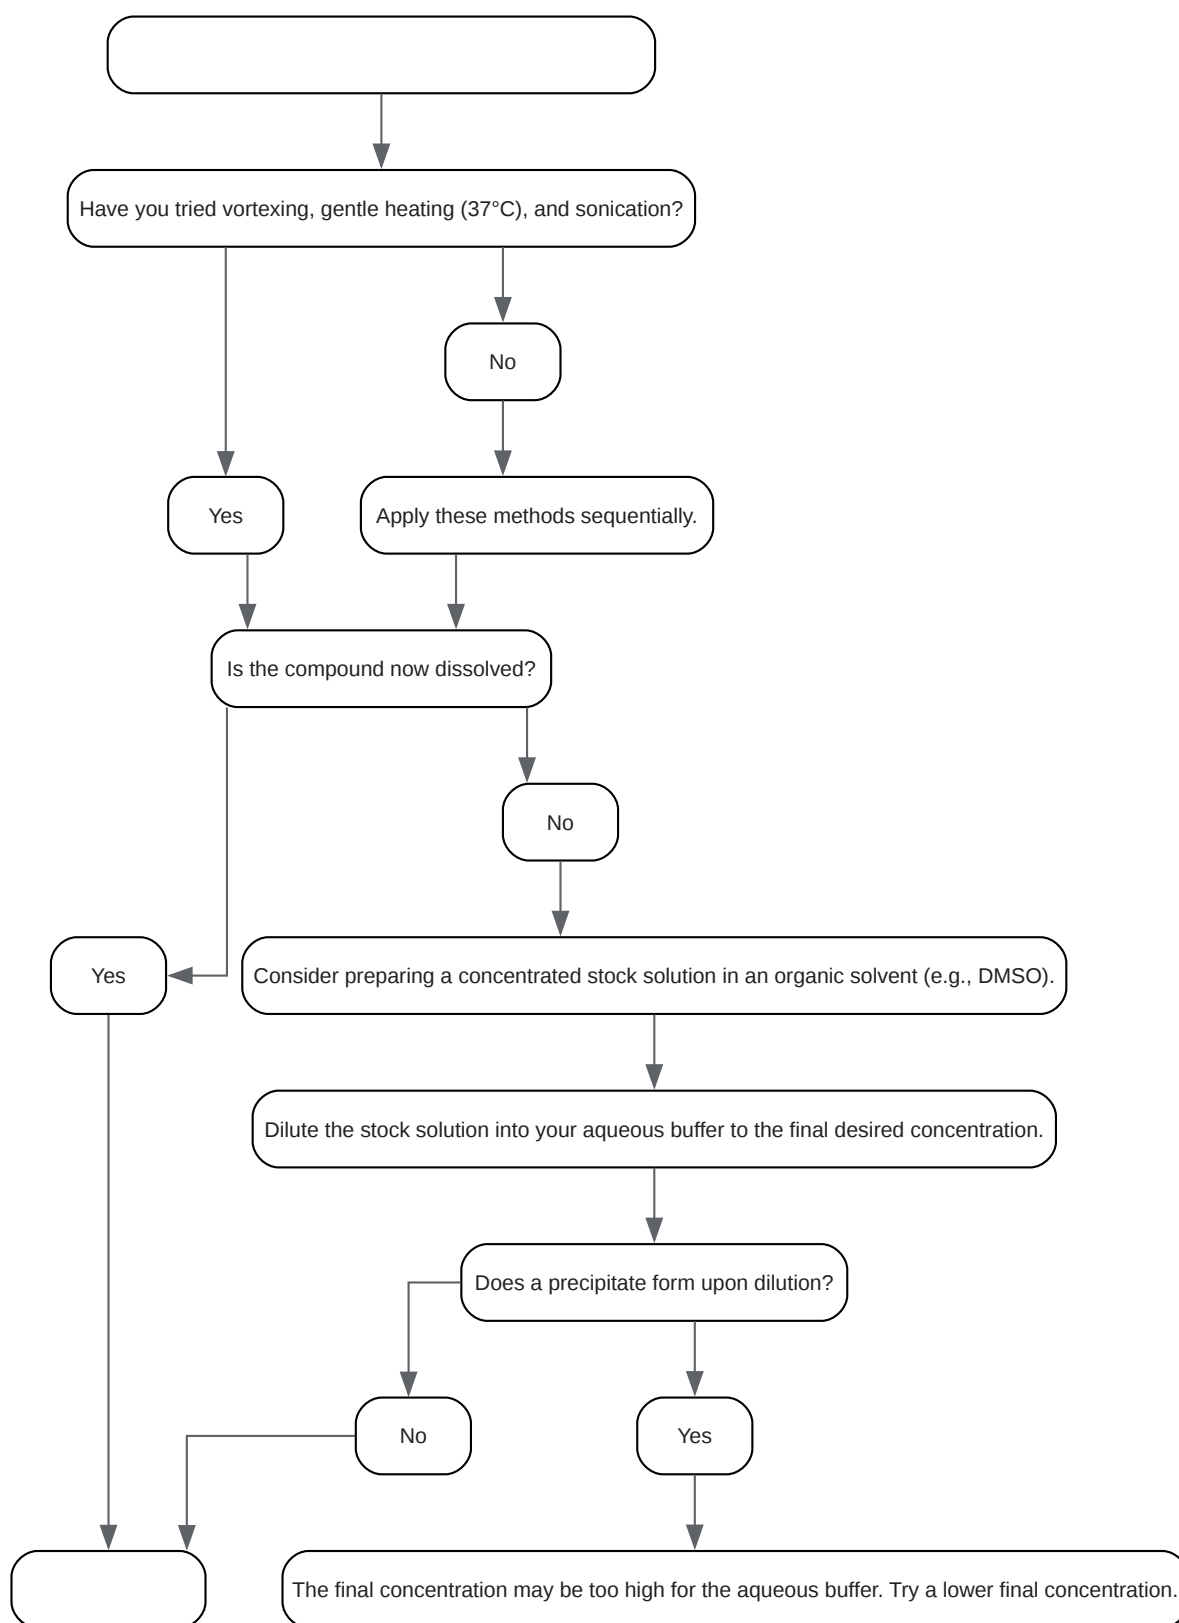 Have you tried vortexing, gentle heating (37°C), and sonication?
No
Yes
Apply these methods sequentially.
Is the compound now dissolved?
No
Yes
Consider preparing a concentrated stock solution in an organic solvent (e.g., DMSO).
Dilute the stock solution into your aqueous buffer to the final desired concentration.
Does a precipitate form upon dilution?
No
Yes
The final concentration may be too high for the aqueous buffer. Try a lower final concentration.